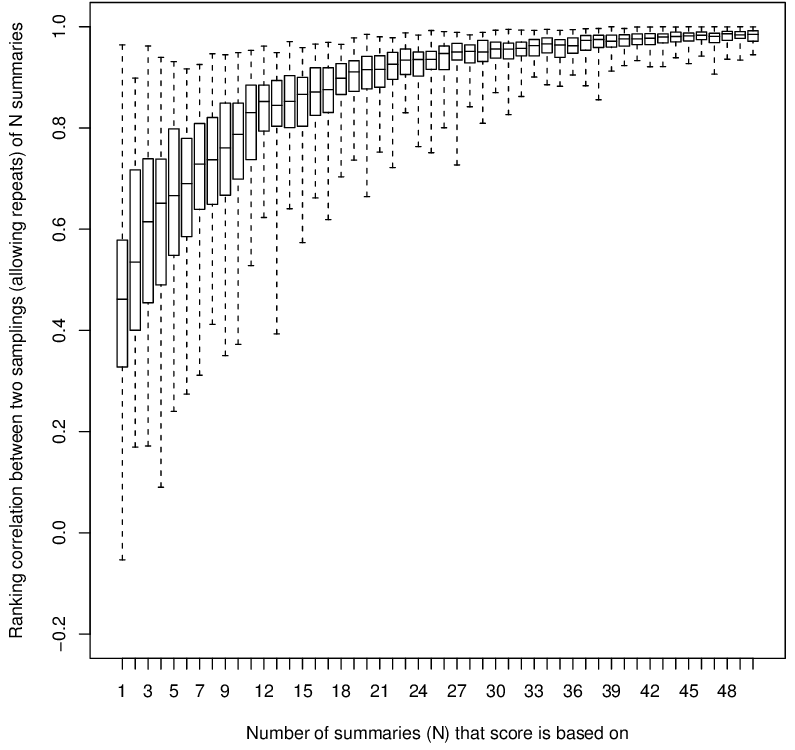 Ranking correlation between two samplings (allowing repeats) of N summaries
1.0
0.8
0.6
0.4
0.2
0.0
−0.2
1 3 5 7 9 12 15 18 21 24 27 30 33 36 39 42 45 48
Number of summaries (N) that score is based on